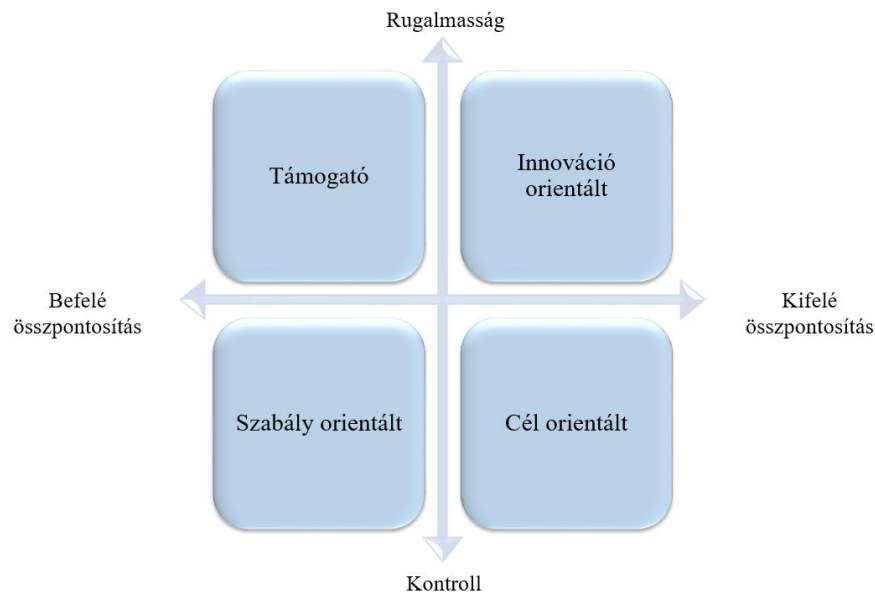 Rugalmasság
Támogató
Innováció
orientált
Befelé
összpontosítás
Kifelé
összpontosítás
Szabály orientált
Cél orientált
Kontroll